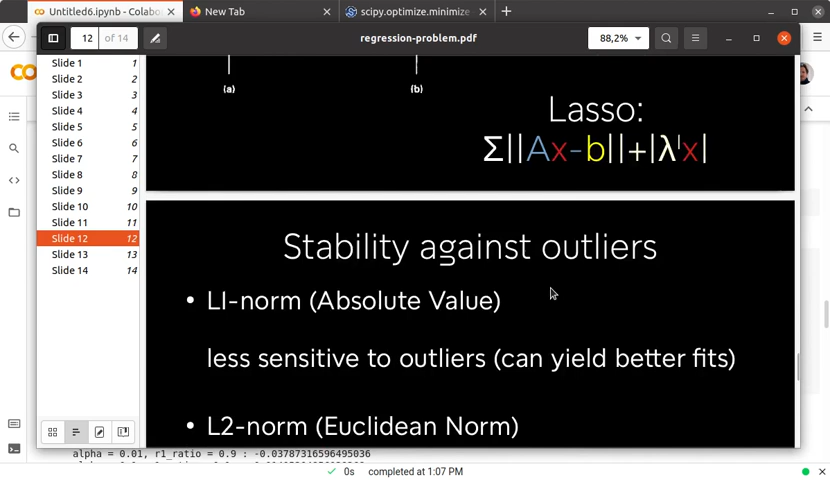 Untitled6.ipynb - Colabo
New Tab
scipy.optimize.minimize
12 of 14
regression-problem.pdf
88,2%
Slide 1 1
Slide 2 2
Slide 3 3
Slide 4 4
Slide 5 5
Slide 6 6
Slide 7 7
Slide 8 8
Slide 9 9
Slide 10 10
Slide 11 11
Slide 12 12
Slide 13 13
Slide 14 14
(a) (b)
Lasso:
Σ||Ax-b||+|λᴵx|
Stability against outliers
• L1-norm (Absolute Value)
less sensitive to outliers (can yield better fits)
• L2-norm (Euclidean Norm)
alpha = 0.01, r1_ratio = 0.9 : -0.03787316596495036
0s completed at 1:07 PM